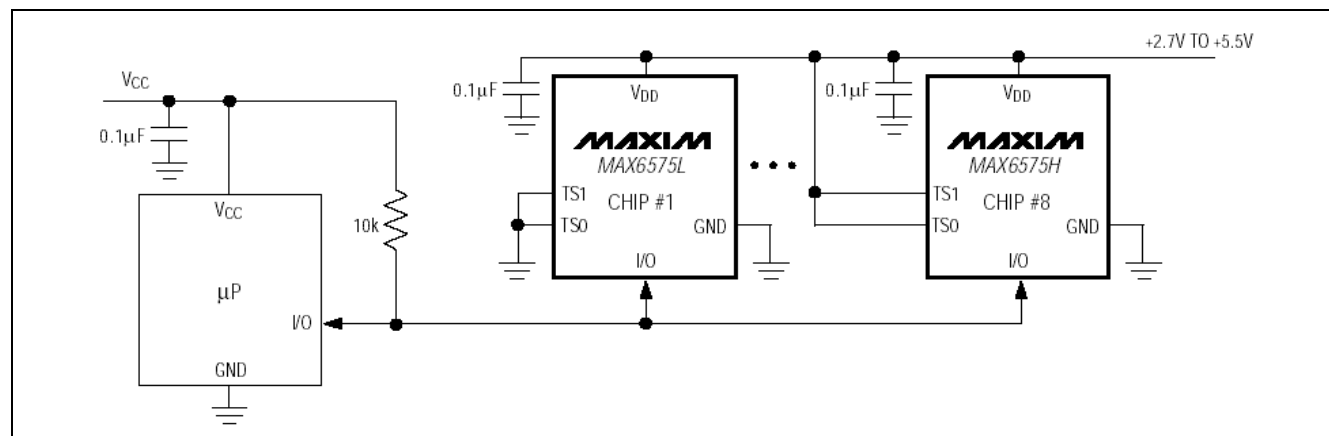 +2.7V TO +5.5V
VCC
0.1µF
0.1µF
VDD
0.1µF
VDD
MAXIM
MAX6575L
MAXIM
MAX6575H
VCC
10k
TS1
CHIP #1
TS0
GND
I/O
TS1
CHIP #8
TS0
GND
I/O
µP
I/O
GND